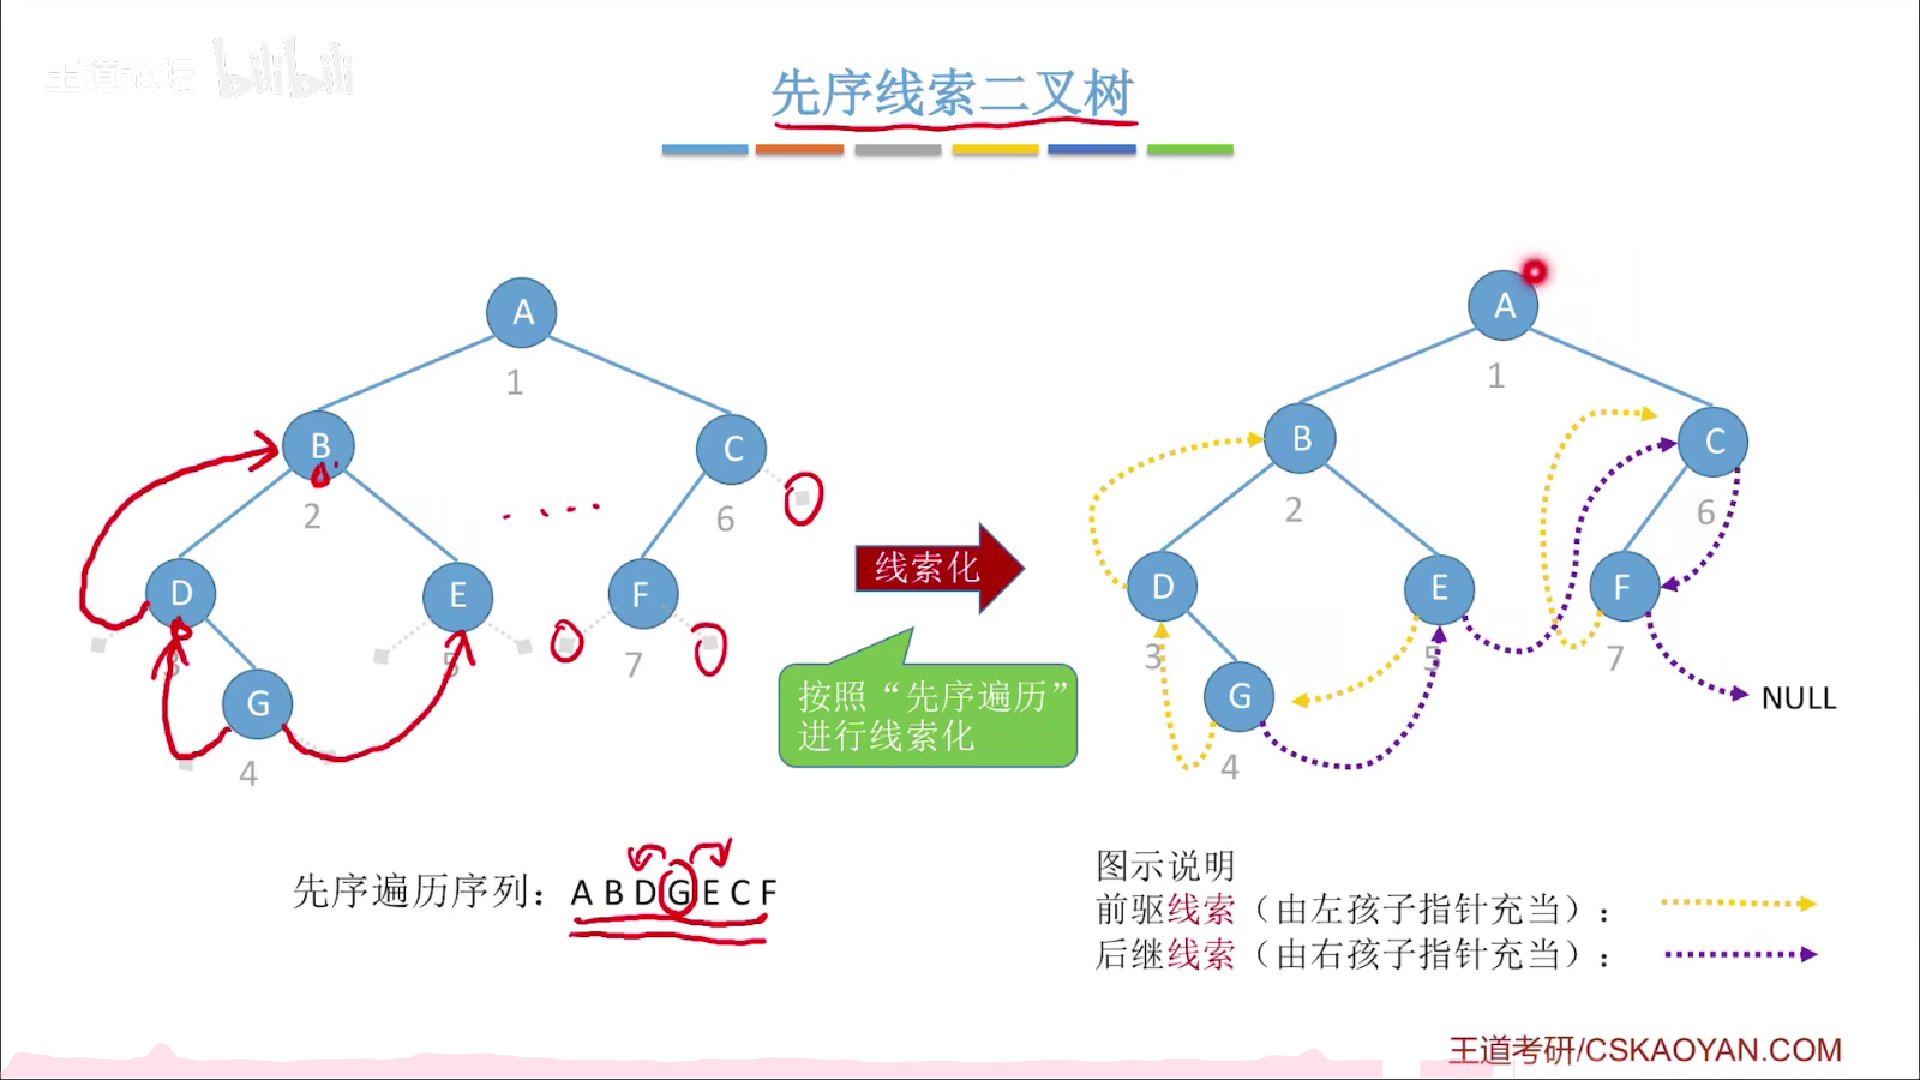 王道论坛 bilibili
先序线索二叉树
A
1
B
C
2
6
D
E
F
3
5
7
G
4
线索化
按照“先序遍历”
进行线索化
A
1
B
C
2
6
D
E
F
3
5
7
G
4
NULL
先序遍历序列：A B D G E C F
图示说明
前驱线索（由左孩子指针充当）：
后继线索（由右孩子指针充当）：
王道考研/CSKAOYAN.COM